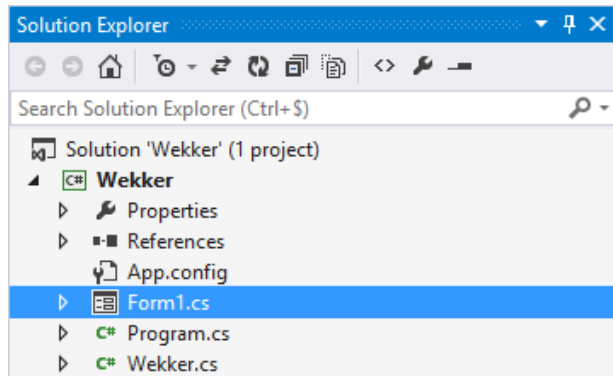 Solution Explorer
Search Solution Explorer (Ctrl+$)
Solution 'Wekker' (1 project)
C# Wekker
Properties
References
App.config
Form1.cs
C# Program.cs
C# Wekker.cs